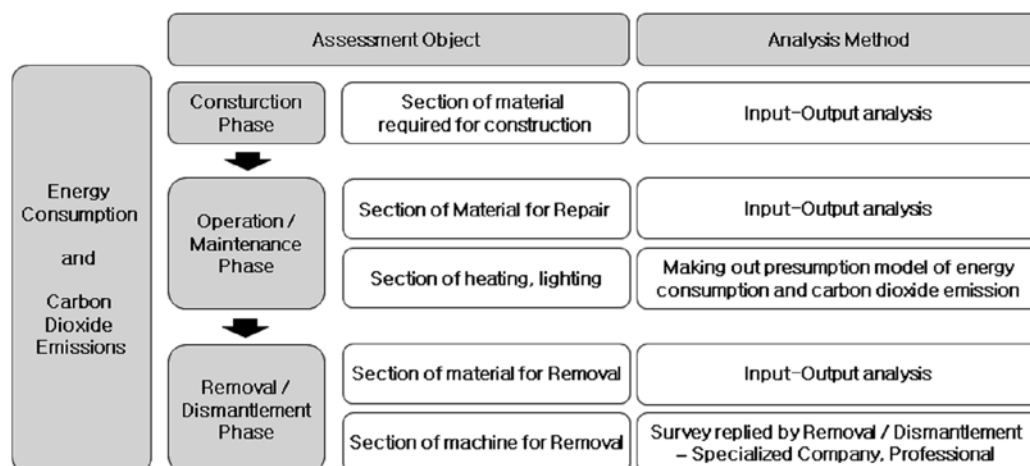 Assessment Object
Analysis Method
Energy
Consumption
and
Carbon
Dioxide
Emissions
Consturction
Phase
Section of material
required for construction
Input-Output analysis
Operation /
Maintenance
Phase
Section of Material for Repair
Input-Output analysis
Section of heating, lighting
Making out presumption model of energy
consumption and carbon dioxide emission
Removal /
Dismantlement
Phase
Section of material for Removal
Input-Output analysis
Section of machine for Removal
Survey replied by Removal / Dismantlement
– Specialized Company, Professional